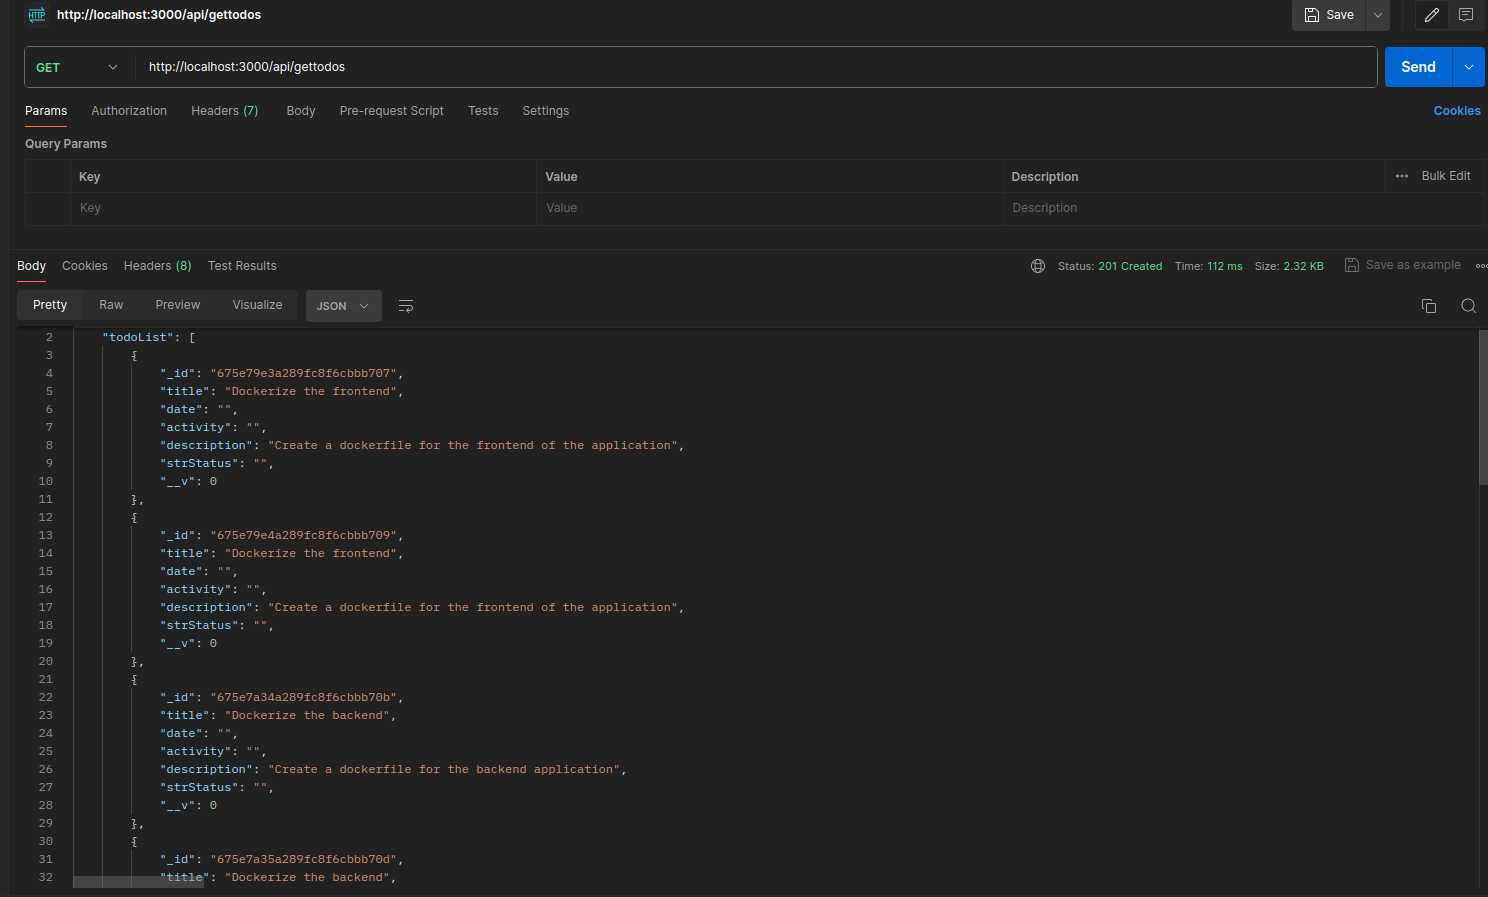 HTTP http://localhost:3000/api/gettodos Save
GET http://localhost:3000/api/gettodos Send
Params Authorization Headers (7) Body Pre-request Script Tests Settings Cookies
Query Params
Key Value Description Bulk Edit
Key Value Description
Body Cookies Headers (8) Test Results Status: 201 Created Time: 112 ms Size: 2.32 KB Save as example
Pretty Raw Preview Visualize JSON
2 "todoList": [
3 {
4 "_id": "675e79e3a289fc8f6cbbb707",
5 "title": "Dockerize the frontend",
6 "date": "",
7 "activity": "",
8 "description": "Create a dockerfile for the frontend of the application",
9 "strStatus": "",
10 "__v": 0
11 },
12 {
13 "_id": "675e79e4a289fc8f6cbbb709",
14 "title": "Dockerize the frontend",
15 "date": "",
16 "activity": "",
17 "description": "Create a dockerfile for the frontend of the application",
18 "strStatus": "",
19 "__v": 0
20 },
21 {
22 "_id": "675e7a34a289fc8f6cbbb70b",
23 "title": "Dockerize the backend",
24 "date": "",
25 "activity": "",
26 "description": "Create a dockerfile for the backend application",
27 "strStatus": "",
28 "__v": 0
29 },
30 {
31 "_id": "675e7a35a289fc8f6cbbb70d",
32 "title": "Dockerize the backend",